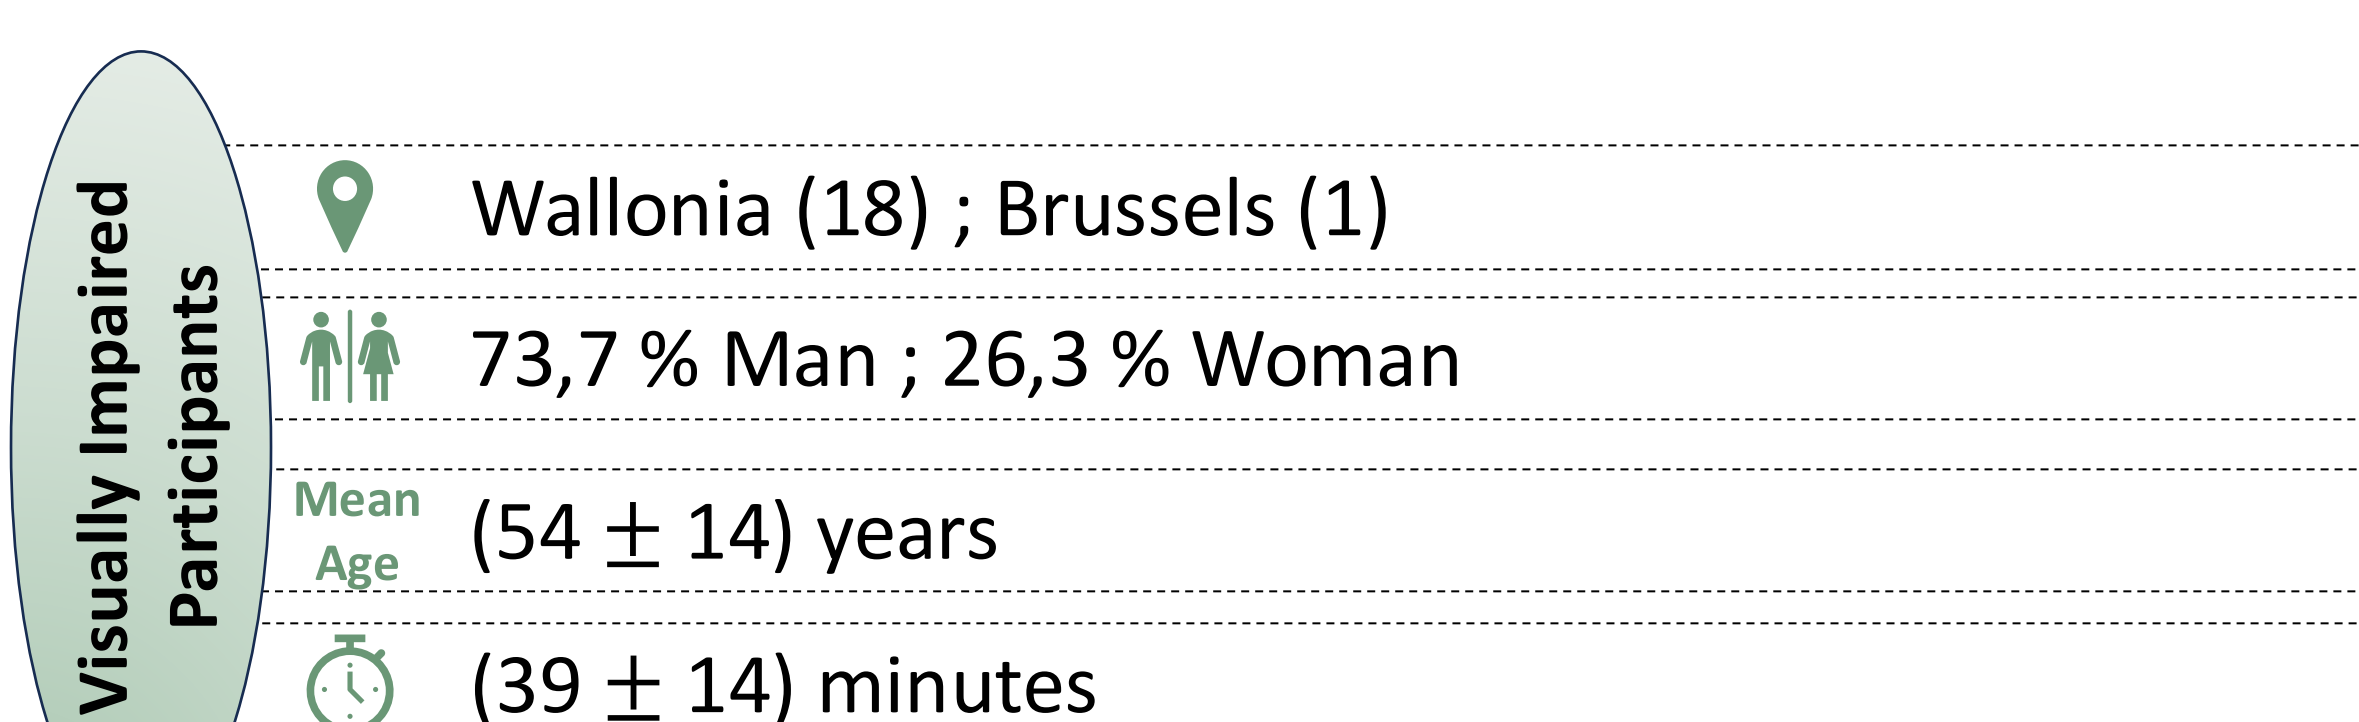 Visually Impaired
Participants
Wallonia (18) ; Brussels (1)
73,7 % Man ; 26,3 % Woman
Mean
Age
(54 ± 14) years
(39 ± 14) minutes